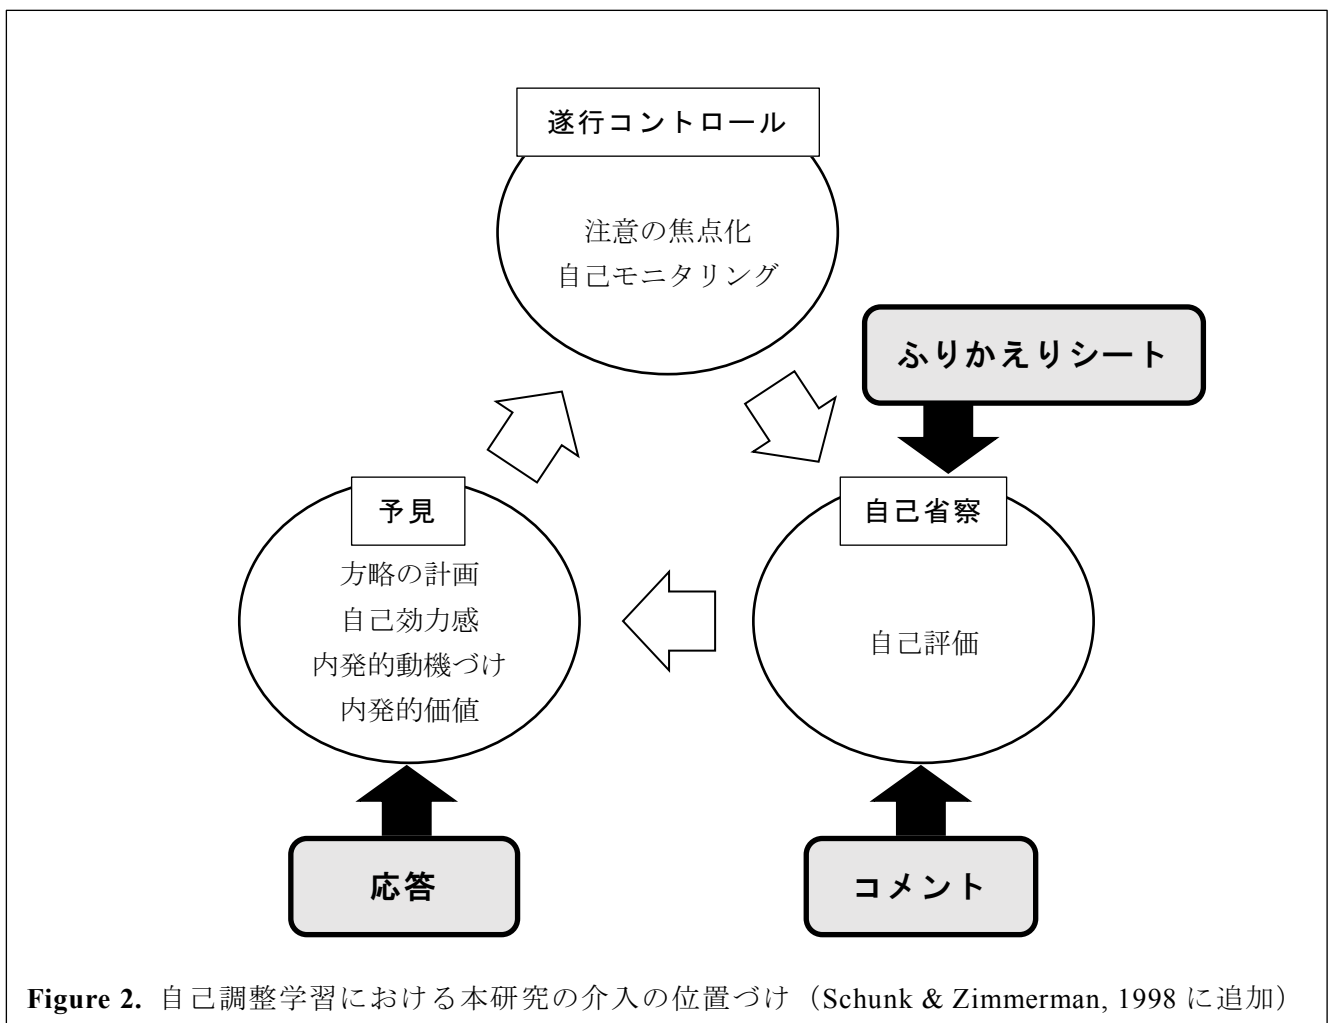 遂行コントロール
注意の焦点化
自己モニタリング
ふりかえりシート
予見
方略の計画
自己効力感
内発的動機づけ
内発的価値
自己省察
自己評価
応答
コメント
Figure 2. 自己調整学習における本研究の介入の位置づけ（Schunk & Zimmerman, 1998 に追加）